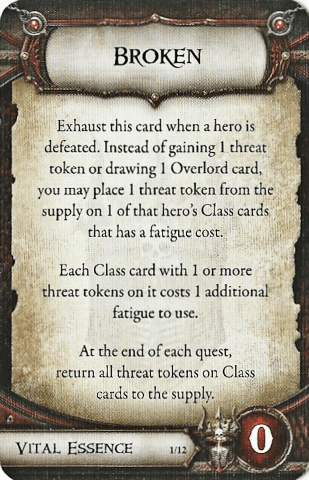 BROKEN
Exhaust this card when a hero is
defeated. Instead of gaining 1 threat
token or drawing 1 Overlord card,
you may place 1 threat token from the
supply on 1 of that hero's Class cards
that has a fatigue cost.
Each Class card with 1 or more
threat tokens on it costs 1 additional
fatigue to use.
At the end of each quest,
return all threat tokens on Class
cards to the supply.
VITAL ESSENCE 1/12 0